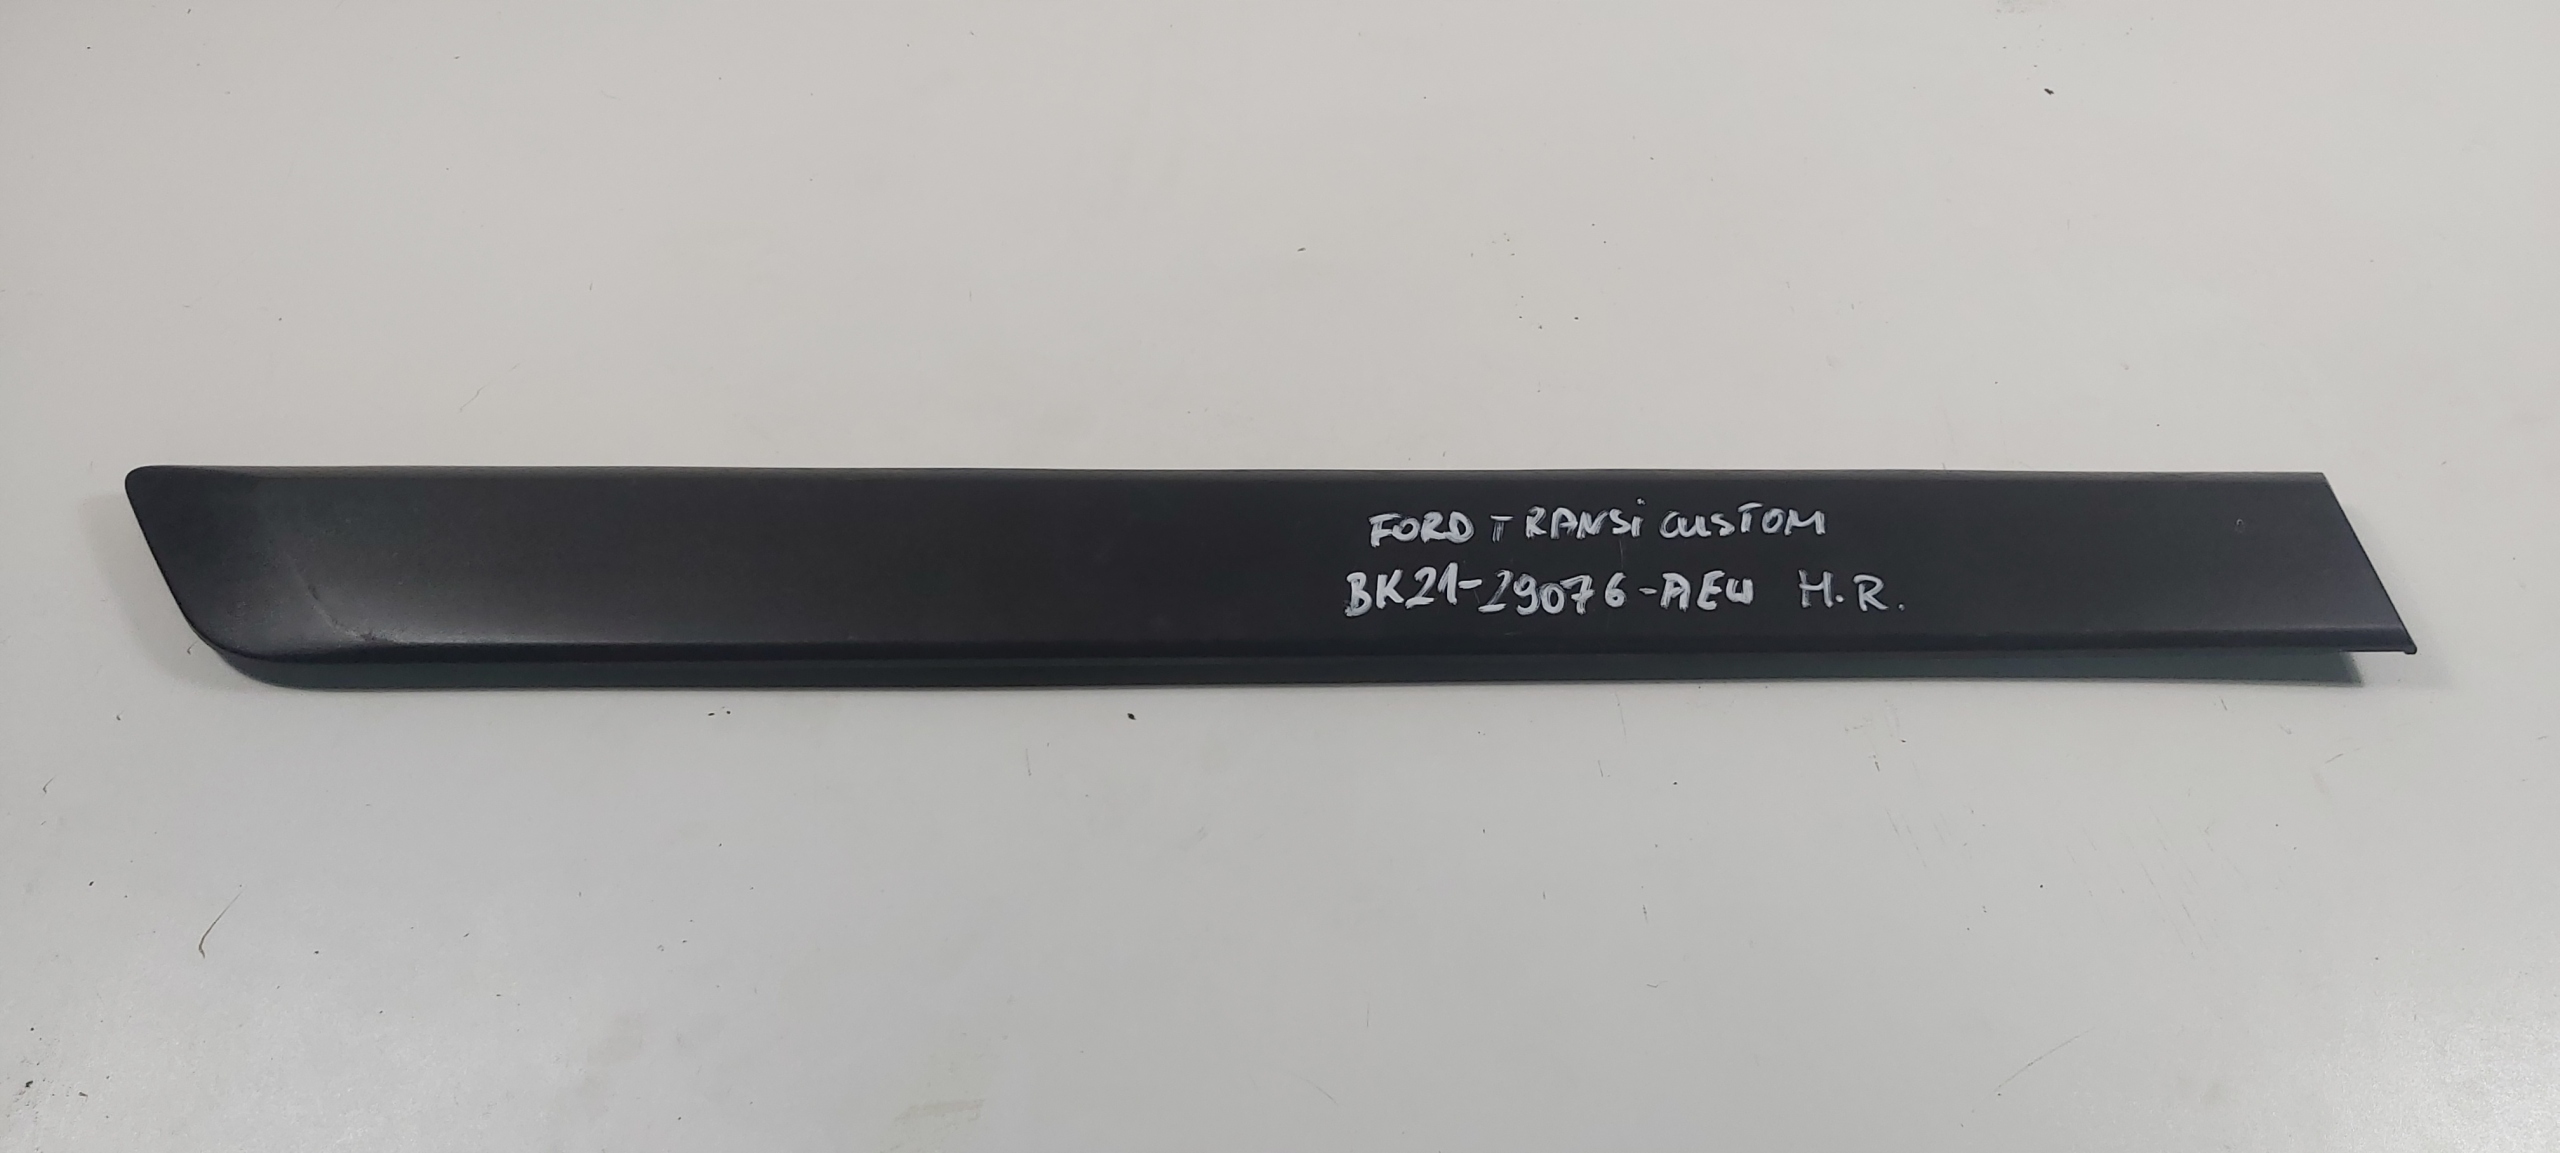 FORD TRANSi CUSTOM
BK21-29076-AEW H.R.